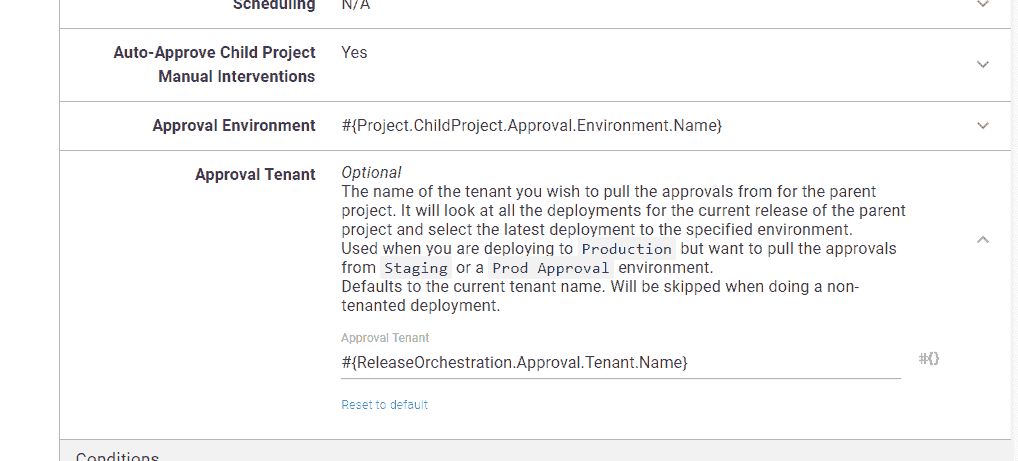 Scheduling N/A
Auto-Approve Child Project Yes
Manual Interventions
Approval Environment #{Project.ChildProject.Approval.Environment.Name}
Approval Tenant Optional
The name of the tenant you wish to pull the approvals from for the parent
project. It will look at all the deployments for the current release of the parent
project and select the latest deployment to the specified environment.
Used when you are deploying to Production but want to pull the approvals
from Staging or a Prod Approval environment.
Defaults to the current tenant name. Will be skipped when doing a non-
tenanted deployment.
Approval Tenant
#{ReleaseOrchestration.Approval.Tenant.Name} #{}
Reset to default
Conditions